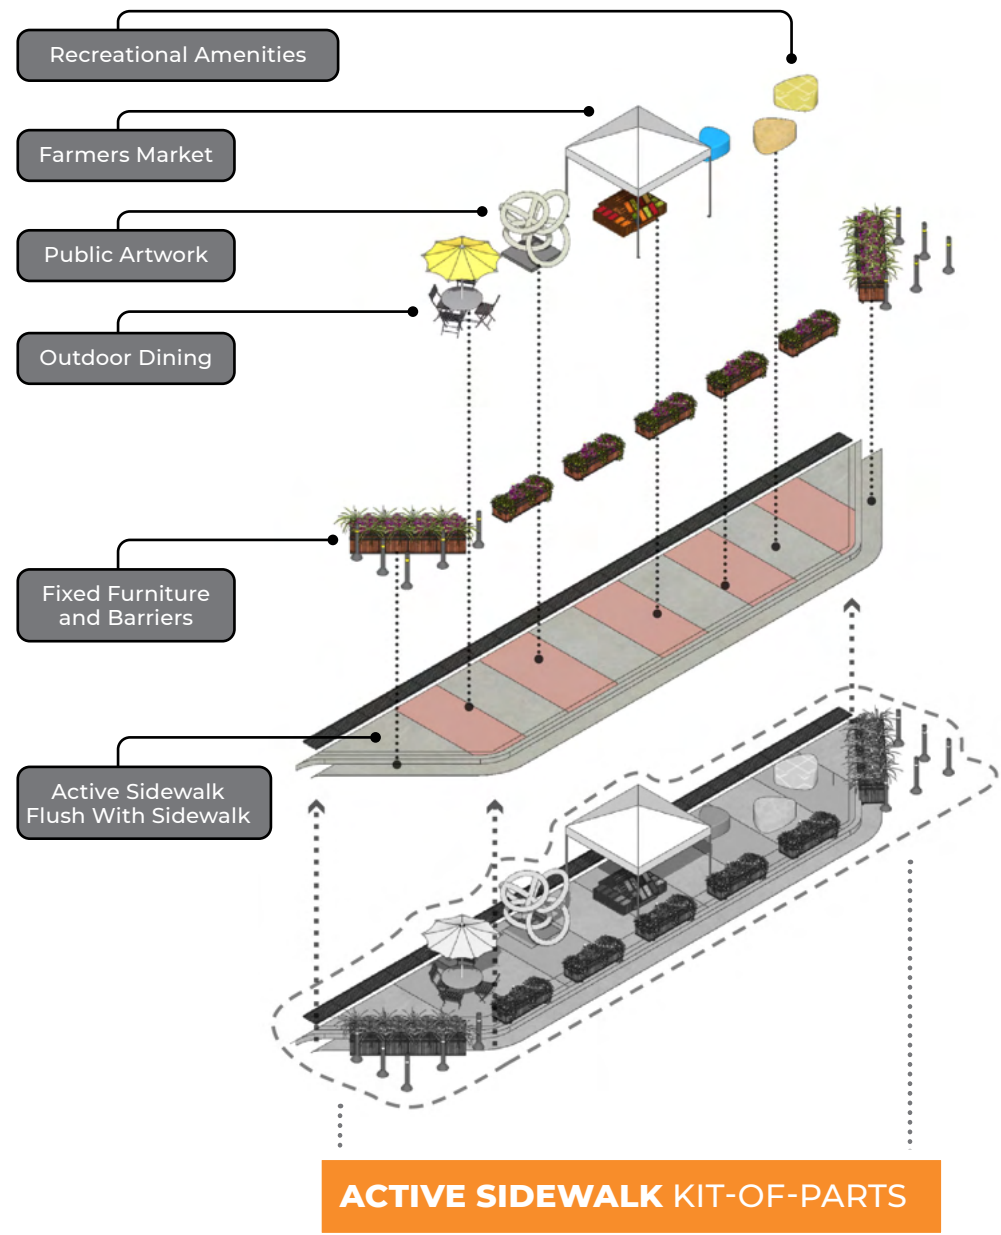 Recreational Amenities
Farmers Market
Public Artwork
Outdoor Dining
Fixed Furniture
and Barriers
Active Sidewalk
Flush With Sidewalk
ACTIVE SIDEWALK KIT-OF-PARTS